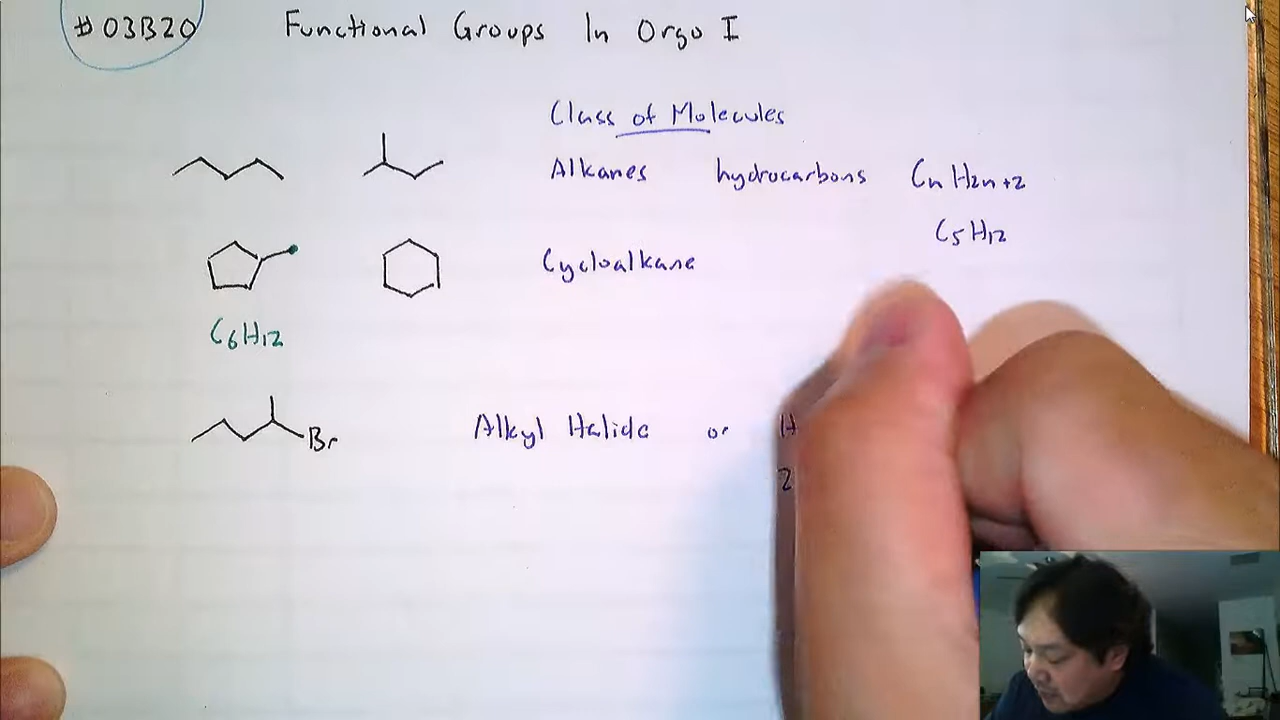 #03B20 Functional Groups In Orgo I
Class of Molecules
Alkanes hydrocarbons CnH2n+2
C5H12
Cycloalkane
C6H12
Br Alkyl Halide or H
2